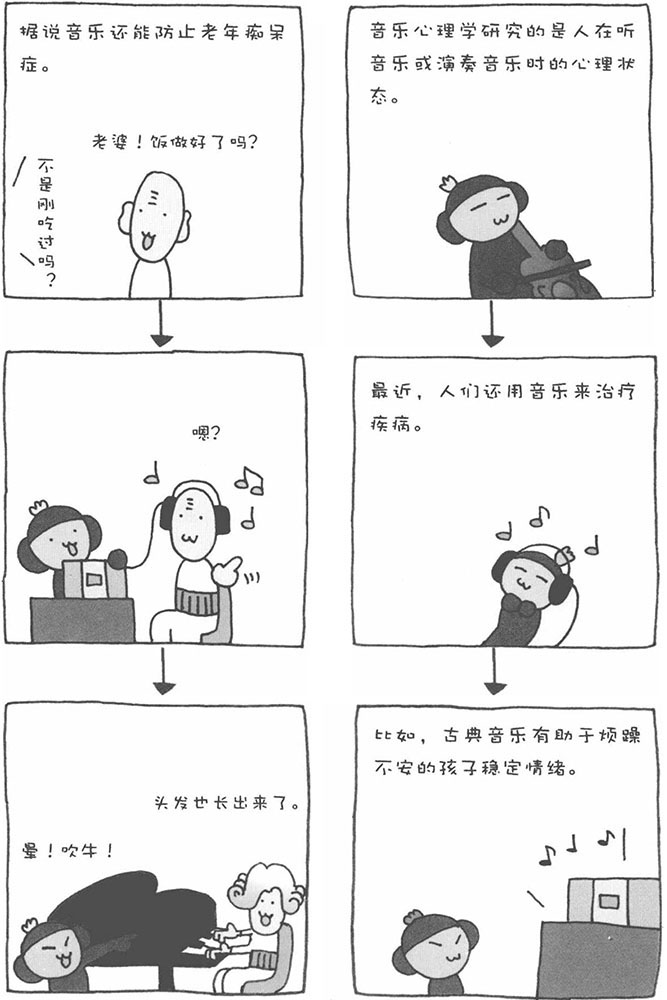 音乐心理学研究的是人在听
音乐或演奏音乐时的心理状
态。
最近，人们还用音乐来治疗
疾病。
比如，古典音乐有助于烦躁
不安的孩子稳定情绪。
据说音乐还能防止老年痴呆
症。
老婆！饭做好了吗？
不是刚吃过吗？
嗯？
头发也长出来了。
晕！吹牛！